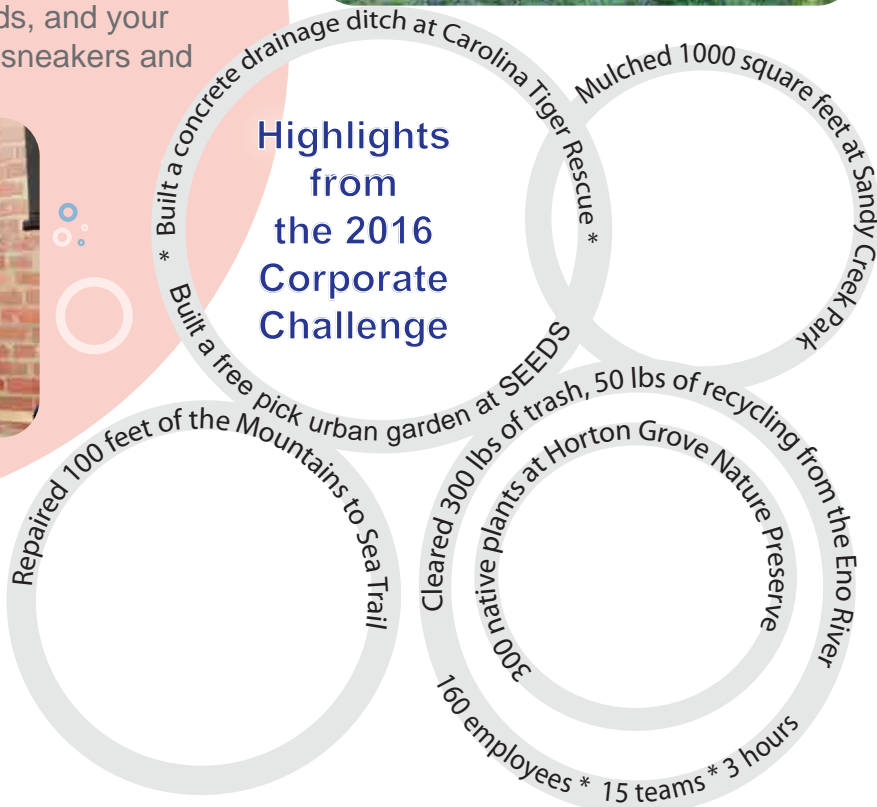 ds, and your
sneakers and
Highlights
from
the 2016
Corporate
Challenge
* Built a concrete drainage ditch at Carolina Tiger Rescue *
Built a free pick urban garden at SEEDS
Mulched 1000 square feet at Sandy Creek Park
Repaired 100 feet of the Mountains to Sea Trail
Cleared 300 lbs of trash, 50 lbs of recycling from the Eno River
300 native plants at Horton Grove Nature Preserve
160 employees * 15 teams * 3 hours